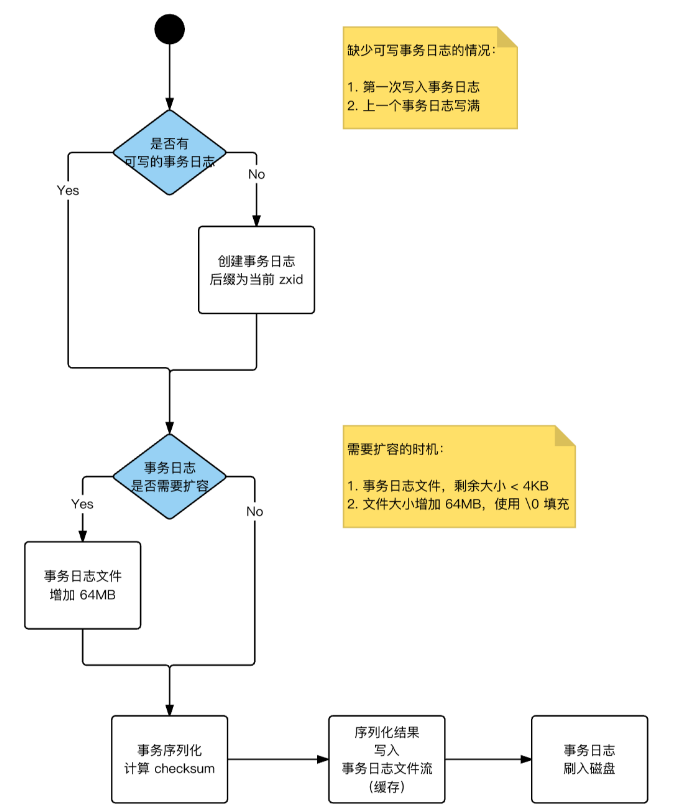 缺少可写事务日志的情况：
1. 第一次写入事务日志
2. 上一个事务日志写满
是否有
可写的事务日志
Yes
No
创建事务日志
后缀为当前 zxid
需要扩容的时机：
1. 事务日志文件，剩余大小 < 4KB
2. 文件大小增加 64MB，使用 \0 填充
事务日志
是否需要扩容
Yes
No
事务日志文件
增加 64MB
事务序列化
计算 checksum
序列化结果
写入
事务日志文件流
（缓存）
事务日志
刷入磁盘